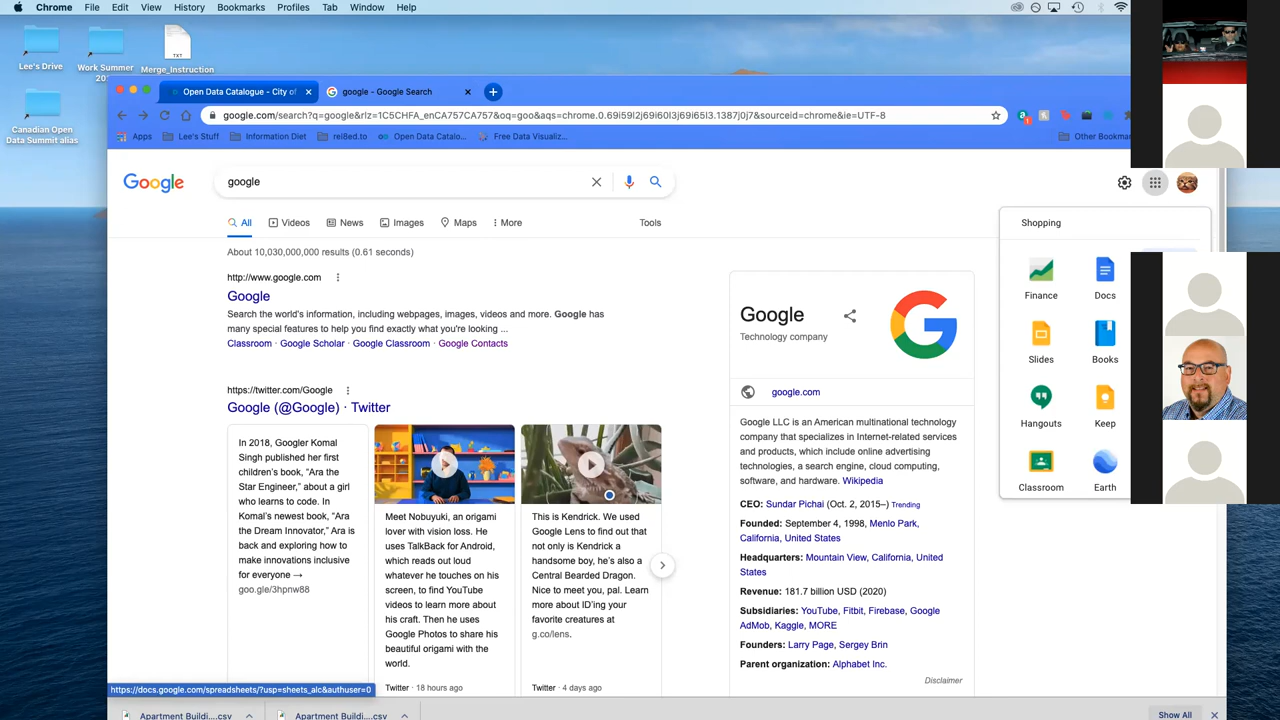 Chrome File Edit View History Bookmarks Profiles Tab Window Help
Lee's Drive
Work Summer
20
Merge_Instruction
TXT
Canadian Open
Data Summit alias
Open Data Catalogue - City of
google - Google Search
google.com/search?q=google&rlz=1C5CHFA_enCA757CA757&oq=goo&aqs=chrome.0.69i59l2j69i60l3j69i65l3.1387j0j7&sourceid=chrome&ie=UTF-8
Apps Lee's Stuff Information Diet rel8ed.to Open Data Catalo... Free Data Visualiz... Other Bookmar
Google
google
All Videos News Images Maps More Tools
About 10,030,000,000 results (0.61 seconds)
http://www.google.com
Google
Search the world's information, including webpages, images, videos and more. Google has
many special features to help you find exactly what you're looking ...
Classroom · Google Scholar · Google Classroom · Google Contacts
https://twitter.com/Google
Google (@Google) · Twitter
In 2018, Googler Komal
Singh published her first
children's book, "Ara the
Star Engineer," about a girl
who learns to code. In
Komal's newest book, "Ara
the Dream Innovator," Ara is
back and exploring how to
make innovations inclusive
for everyone →
goo.gle/3hpnw88
Meet Nobuyuki, an origami
lover with vision loss. He
uses TalkBack for Android,
which reads out loud
whatever he touches on his
screen, to find YouTube
videos to learn more about
his craft. Then he uses
Google Photos to share his
beautiful origami with the
world.
Twitter · 18 hours ago
This is Kendrick. We used
Google Lens to find out that
not only is Kendrick a
handsome boy, he's also a
Central Bearded Dragon.
Nice to meet you, pal. Learn
more about ID'ing your
favorite creatures at
g.co/lens.
Twitter · 4 days ago
Google
Technology company
google.com
Google LLC is an American multinational technology
company that specializes in Internet-related services
and products, which include online advertising
technologies, a search engine, cloud computing,
software, and hardware. Wikipedia
CEO: Sundar Pichai (Oct. 2, 2015–) Trending
Founded: September 4, 1998, Menlo Park,
California, United States
Headquarters: Mountain View, California, United
States
Revenue: 181.7 billion USD (2020)
Subsidiaries: YouTube, Fitbit, Firebase, Google
AdMob, Kaggle, MORE
Founders: Larry Page, Sergey Brin
Parent organization: Alphabet Inc.
Disclaimer
Shopping
Finance Docs
Slides Books
Hangouts Keep
Classroom Earth
https://docs.google.com/spreadsheets/?usp=sheets_alc&authuser=0
Apartment Buildi....csv Apartment Buildi....csv Show All